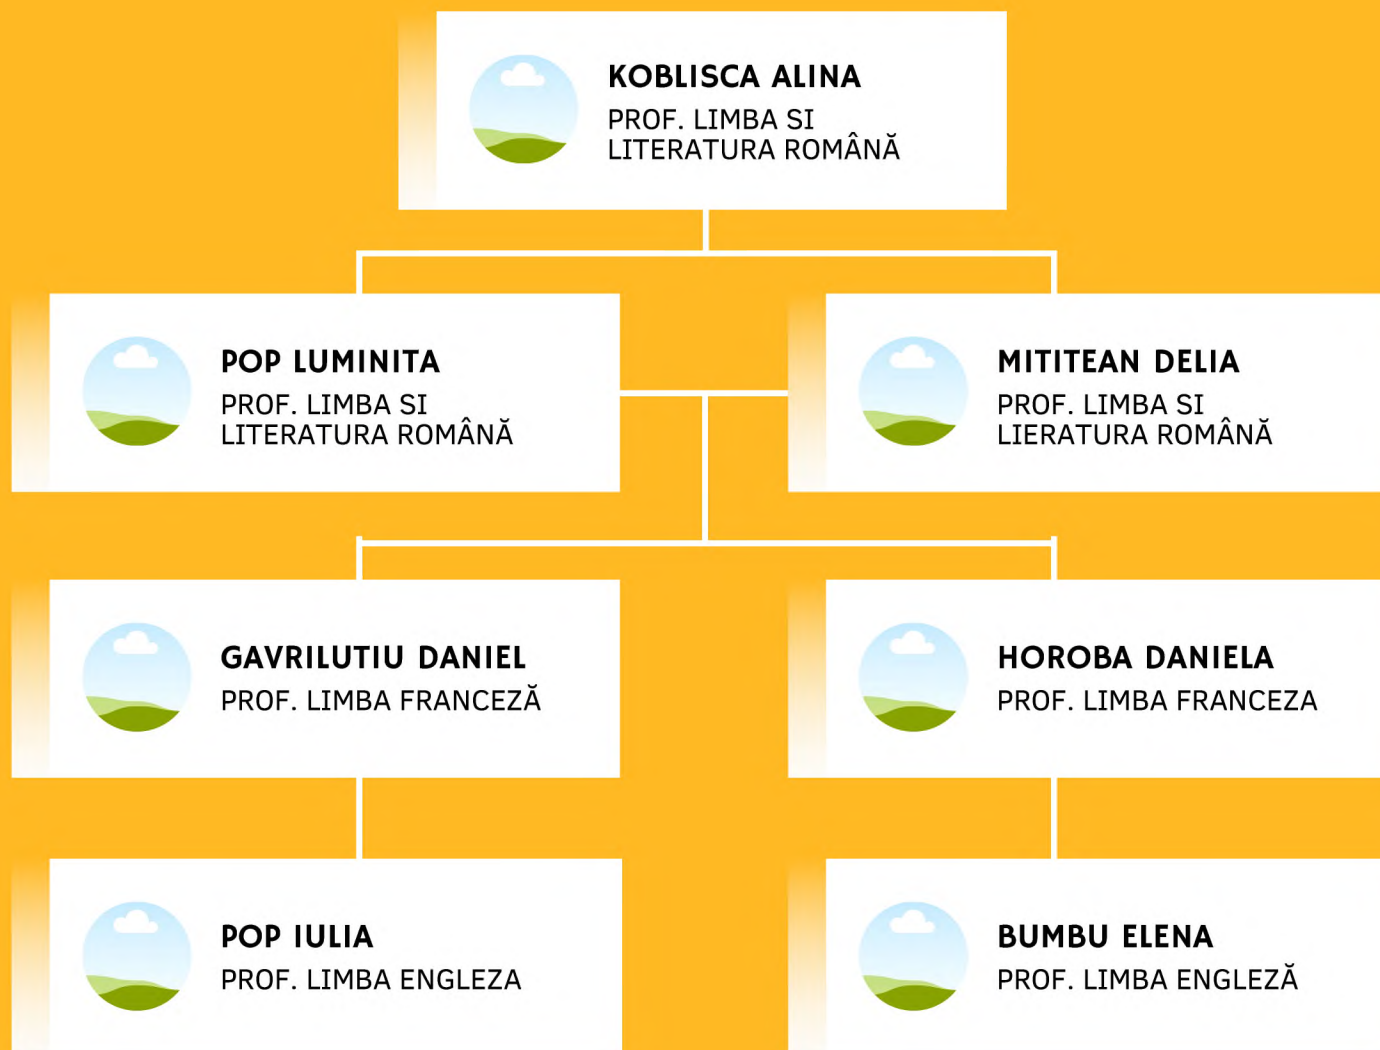 KOBLISCA ALINA
PROF. LIMBA SI
LITERATURA ROMÂNĂ
POP LUMINITA
PROF. LIMBA SI
LITERATURA ROMÂNĂ
MITITEAN DELIA
PROF. LIMBA SI
LIERATURA ROMÂNĂ
GAVRILUTIU DANIEL
PROF. LIMBA FRANCEZĂ
HOROBA DANIELA
PROF. LIMBA FRANCEZA
POP IULIA
PROF. LIMBA ENGLEZA
BUMBU ELENA
PROF. LIMBA ENGLEZĂ